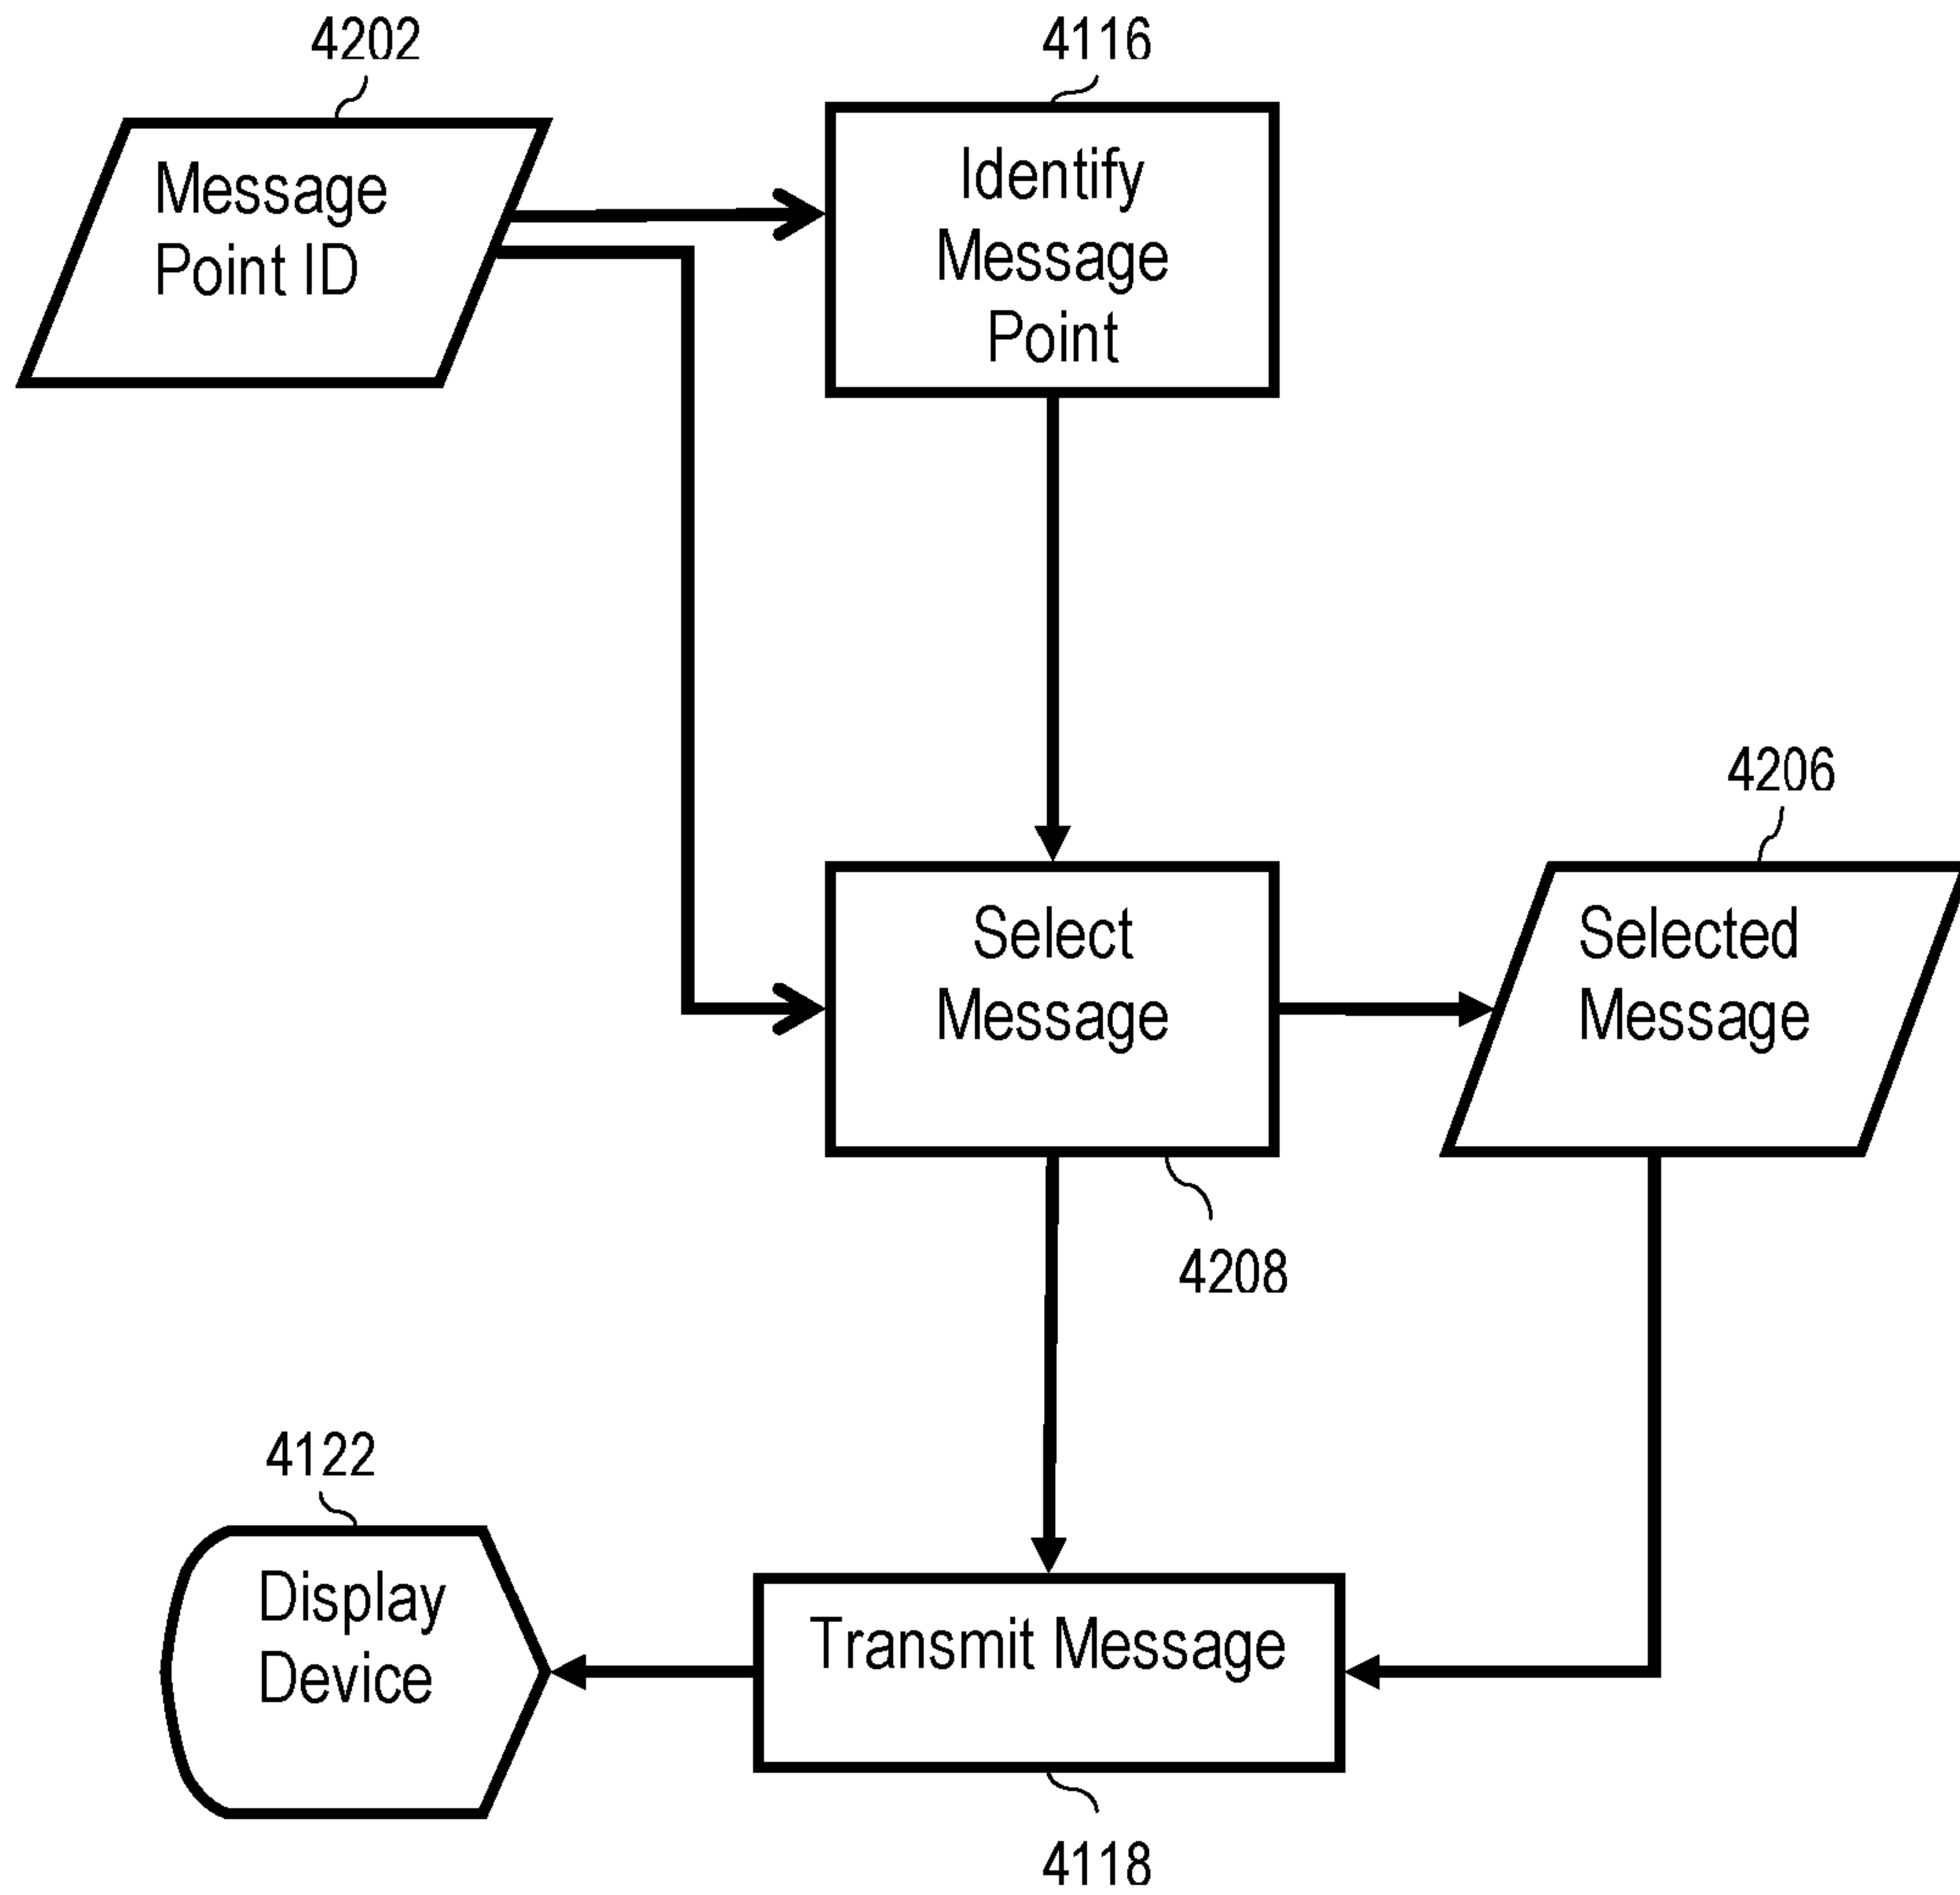 4202
Message
Point ID
4116
Identify
Message
Point
4206
Select
Message
Selected
Message
4208
4122
Display
Device
Transmit Message
4118